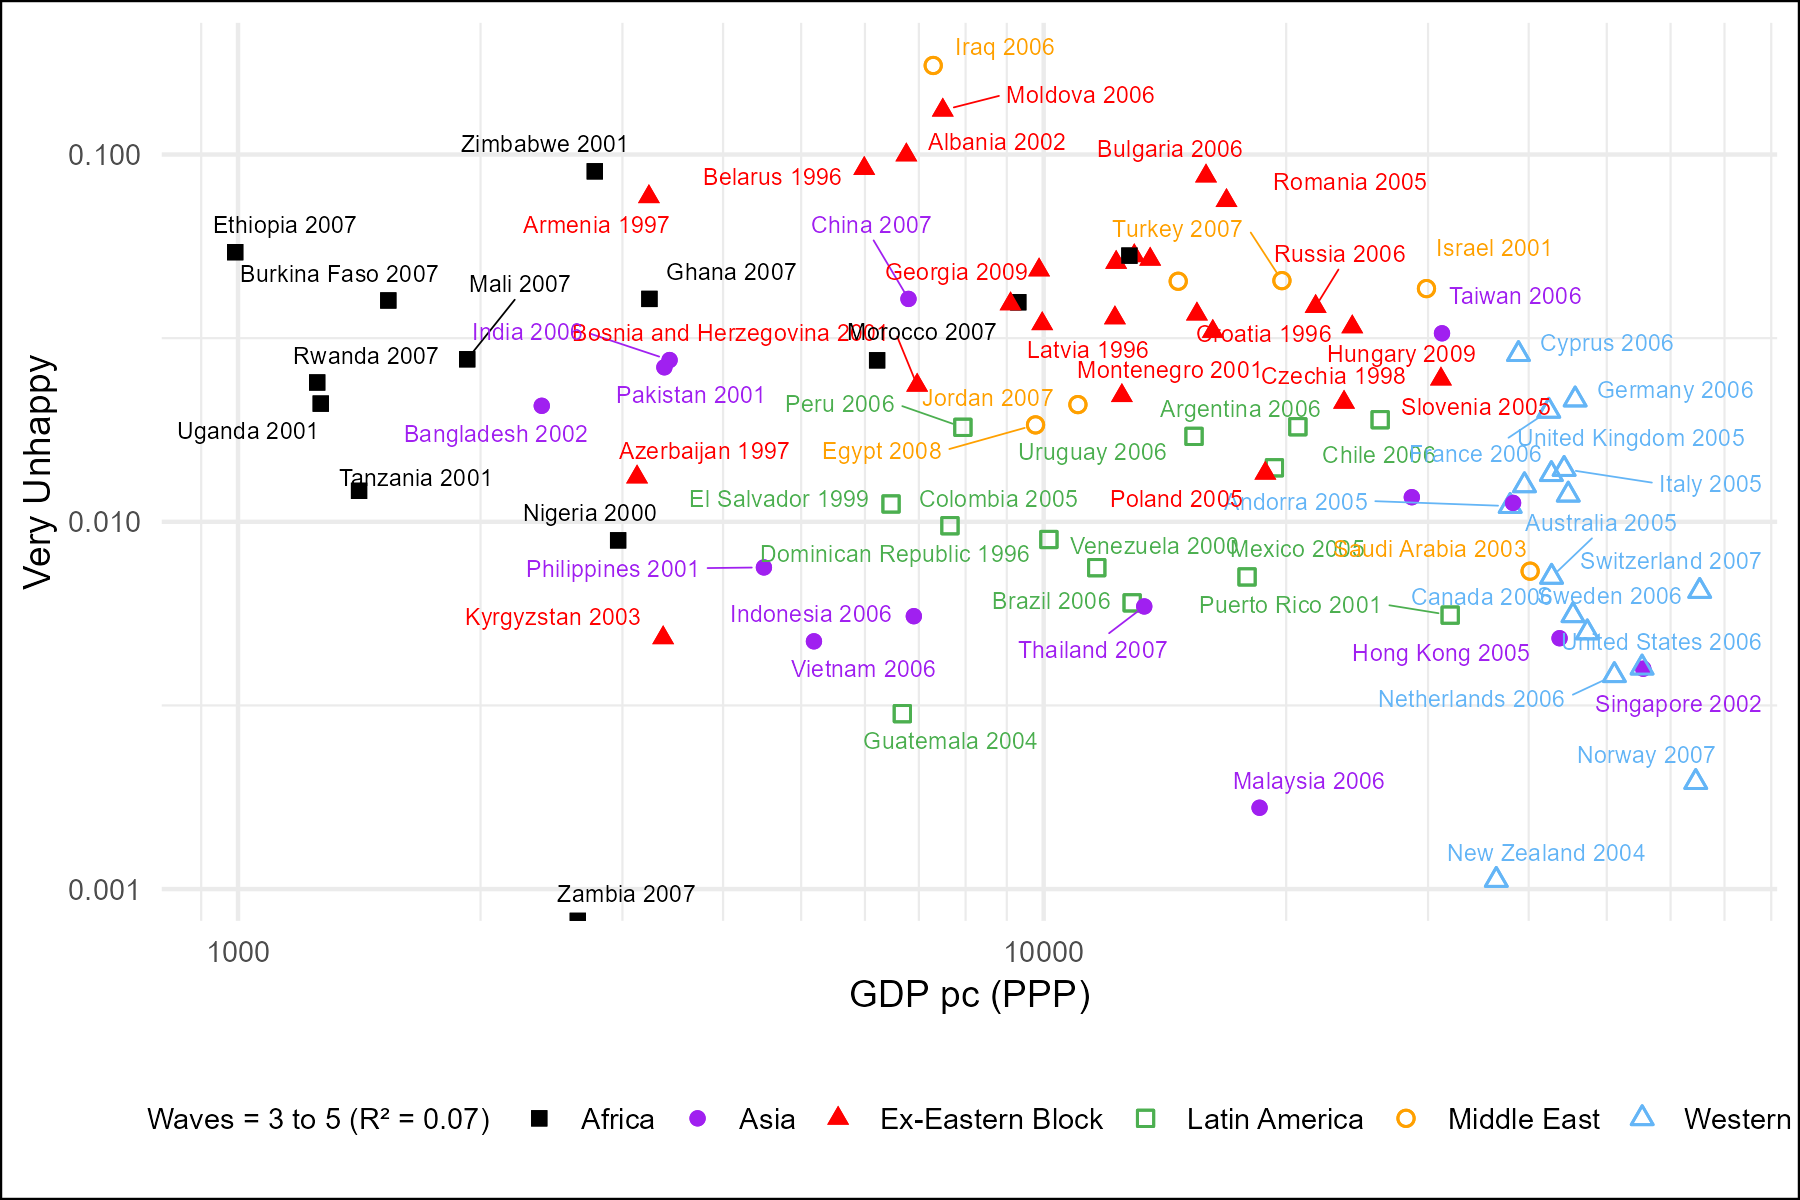 Iraq 2006
Moldova 2006
Zimbabwe 2001
Albania 2002
Bulgaria 2006
0.100
Belarus 1996
Romania 2005
Ethiopia 2007
Armenia 1997
China 2007
Turkey 2007
Israel 2001
Russia 2006
Burkina Faso 2007
Mali 2007
Ghana 2007
Georgia 2009
Taiwan 2006
India 2006
Bosnia and Herzegovina 2001
Morocco 2007
Croatia 1996
Cyprus 2006
Rwanda 2007
Latvia 1996
Hungary 2009
Montenegro 2001
Czechia 1998
Pakistan 2001
Peru 2006
Jordan 2007
Argentina 2006
Slovenia 2005
Germany 2006
Uganda 2001
Bangladesh 2002
United Kingdom 2005
Azerbaijan 1997
Egypt 2008
Uruguay 2006
Chile 2006
France 2006
Tanzania 2001
Italy 2005
El Salvador 1999
Colombia 2005
Poland 2005
Andorra 2005
Nigeria 2000
0.010
Australia 2005
Dominican Republic 1996
Venezuela 2000
Mexico 2005
Saudi Arabia 2003
Philippines 2001
Switzerland 2007
Kyrgyzstan 2003
Indonesia 2006
Brazil 2006
Puerto Rico 2001
Canada 2006
Sweden 2006
Vietnam 2006
Thailand 2007
Hong Kong 2005
United States 2006
Netherlands 2006
Singapore 2002
Guatemala 2004
Norway 2007
Malaysia 2006
New Zealand 2004
Zambia 2007
0.001
Very Unhappy
1000
10000
GDP pc (PPP)
Waves = 3 to 5 (R² = 0.07)
Africa
Asia
Ex-Eastern Block
Latin America
Middle East
Western